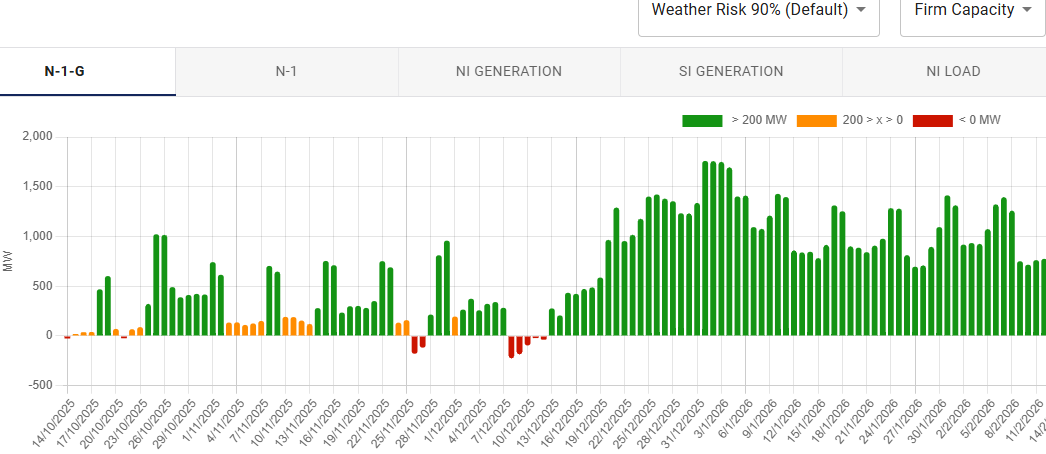 Weather Risk 90% (Default) Firm Capacity
N-1-G N-1 NI GENERATION SI GENERATION NI LOAD
> 200 MW 200 > x > 0 < 0 MW
2,000
1,500
1,000
500
0
-500
MW
14/10/2025 17/10/2025 20/10/2025 23/10/2025 26/10/2025 29/10/2025 1/11/2025 4/11/2025 7/11/2025 10/11/2025 13/11/2025 16/11/2025 19/11/2025 22/11/2025 25/11/2025 28/11/2025 1/12/2025 4/12/2025 7/12/2025 10/12/2025 13/12/2025 16/12/2025 19/12/2025 22/12/2025 25/12/2025 28/12/2025 31/12/2025 3/1/2026 6/1/2026 9/1/2026 12/1/2026 15/1/2026 18/1/2026 21/1/2026 24/1/2026 27/1/2026 30/1/2026 2/2/2026 5/2/2026 8/2/2026 11/2/2026 14/2